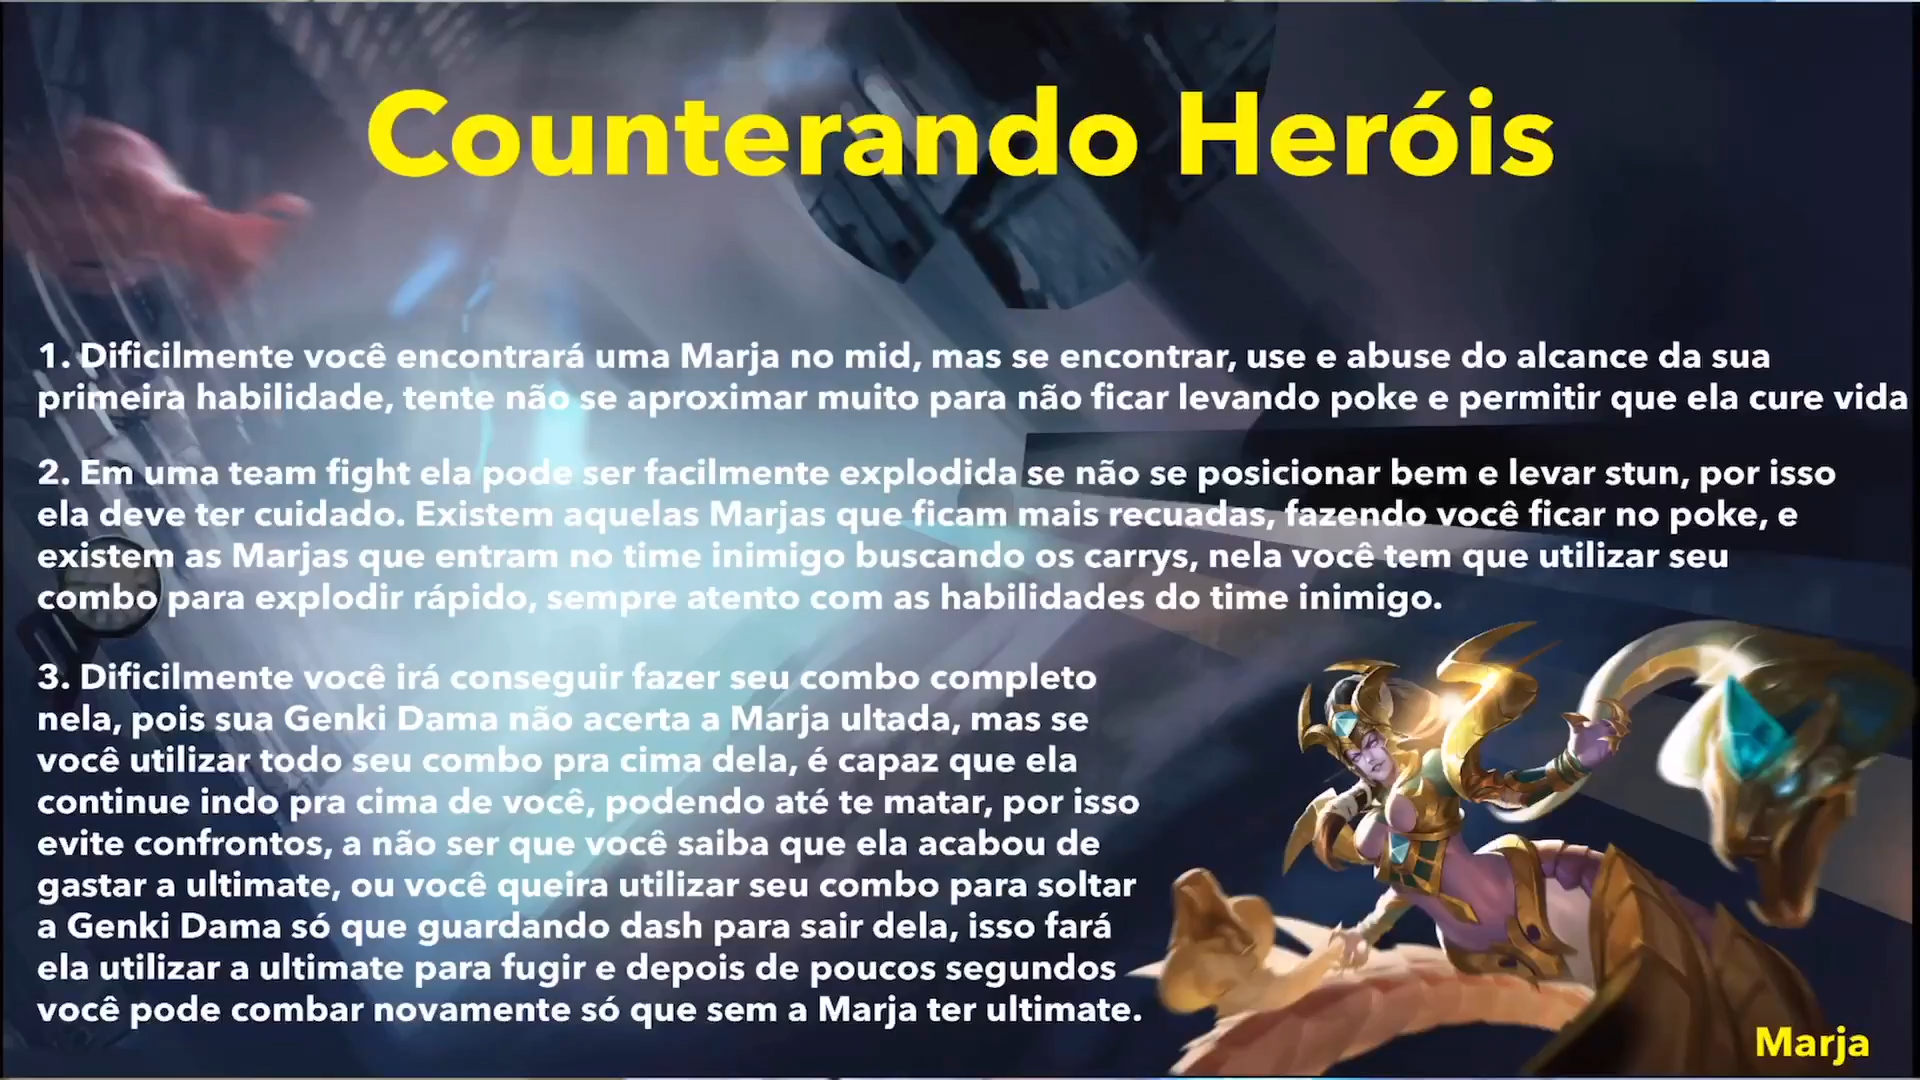 Counterando Heróis
1. Dificilmente você encontrará uma Marja no mid, mas se encontrar, use e abuse do alcance da sua
primeira habilidade, tente não se aproximar muito para não ficar levando poke e permitir que ela cure vida
2. Em uma team fight ela pode ser facilmente explodida se não se posicionar bem e levar stun, por isso
ela deve ter cuidado. Existem aquelas Marjas que ficam mais recuadas, fazendo você ficar no poke, e
existem as Marjas que entram no time inimigo buscando os carrys, nela você tem que utilizar seu
combo para explodir rápido, sempre atento com as habilidades do time inimigo.
3. Dificilmente você irá conseguir fazer seu combo completo
nela, pois sua Genki Dama não acerta a Marja ultada, mas se
você utilizar todo seu combo pra cima dela, é capaz que ela
continue indo pra cima de você, podendo até te matar, por isso
evite confrontos, a não ser que você saiba que ela acabou de
gastar a ultimate, ou você queira utilizar seu combo para soltar
a Genki Dama só que guardando dash para sair dela, isso fará
ela utilizar a ultimate para fugir e depois de poucos segundos
você pode combar novamente só que sem a Marja ter ultimate.
Marja